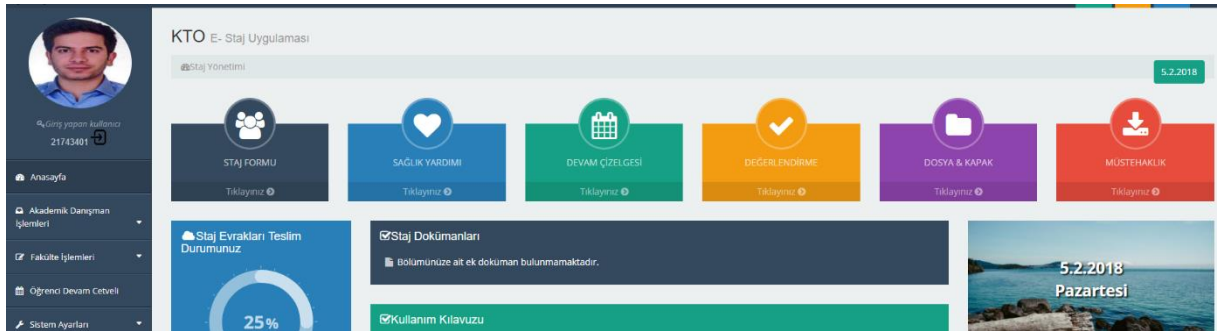 KTO E- Staj Uygulaması
Staj Yönetimi
5.2.2018
Giriş yapan kullanıcı
21743401
Anasayfa
Akademik Danışman
İşlemleri
Fakülte İşlemleri
Öğrenci Devam Cetveli
Sistem Ayarları
STAJ FORMU
Tıklayınız
SAĞLIK YARDIMI
Tıklayınız
DEVAM ÇİZELGESİ
Tıklayınız
DEĞERLENDİRME
Tıklayınız
DOSYA & KAPAK
Tıklayınız
MÜSTEHAKLIK
Tıklayınız
Staj Evrakları Teslim
Durumunuz
25%
Staj Dokümanları
Bölümünüze ait ek doküman bulunmamaktadır.
Kullanım Kılavuzu
5.2.2018
Pazartesi